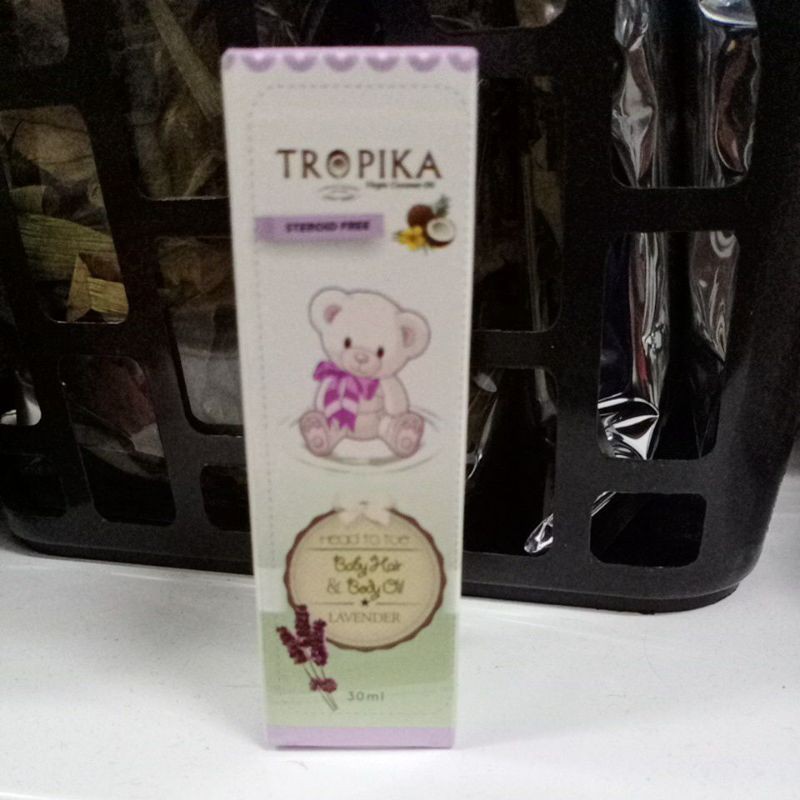 TROPIKA
Virgin Coconut Oil
STEROID FREE
Head to toe
Baby Hair
& Body Oil
LAVENDER
30ml